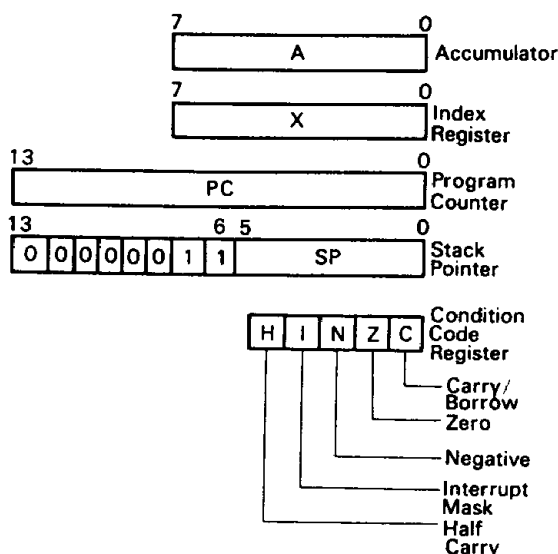 7 0
A Accumulator
7 0
X Index
Register
13 0
PC Program
Counter
13 6 5 0
0 0 0 0 0 0 1 1 SP Stack
Pointer
Condition
Code
Register
H I N Z C
Carry/
Borrow
Zero
Negative
Interrupt
Mask
Half
Carry